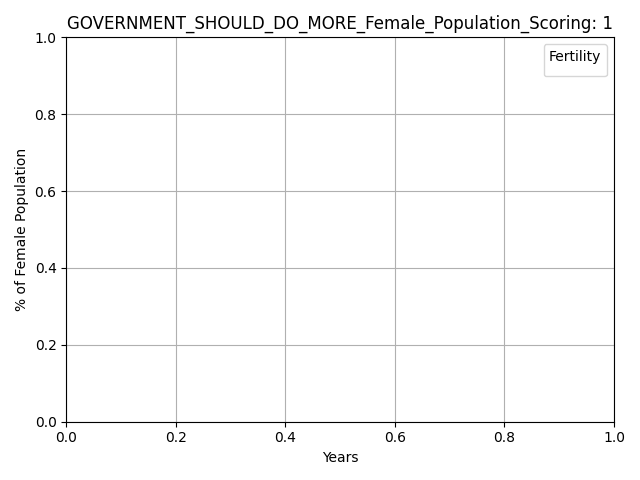 GOVERNMENT_SHOULD_DO_MORE_Female_Population_Scoring: 1
Fertility
% of Female Population
1.0
0.8
0.6
0.4
0.2
0.0
0.0 0.2 0.4 0.6 0.8 1.0
Years